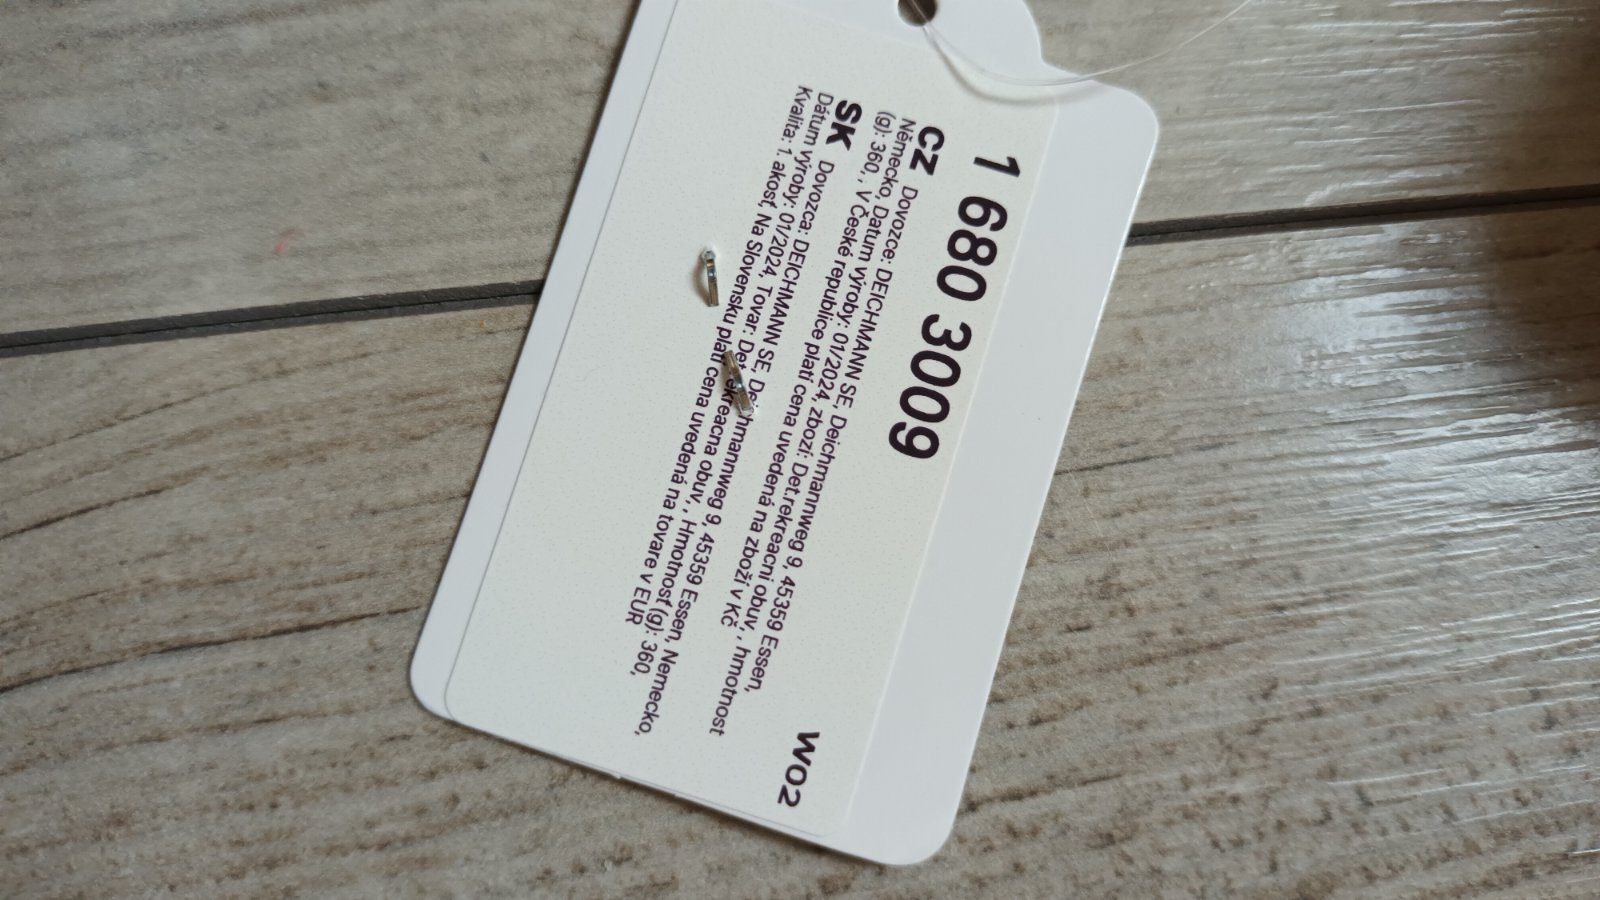 1 680 3009
CZ Dovozce: DEICHMANN SE, Deichmannweg 9, 45359 Essen,
Německo, Datum výroby: 01/2024, zboží: Det.rekreacni obuv, , hmotnost
(g): 360, , V České republice platí cena uvedená na zboží v Kč
WO2
SK Dovozca: DEICHMANN SE, Deichmannweg 9, 45359 Essen, Nemecko,
Dátum výroby: 01/2024, Tovar: Det. rekreacna obuv, , Hmotnosť (g): 360,
Kvalita: 1. akosť, Na Slovensku platí cena uvedená na tovare v EUR